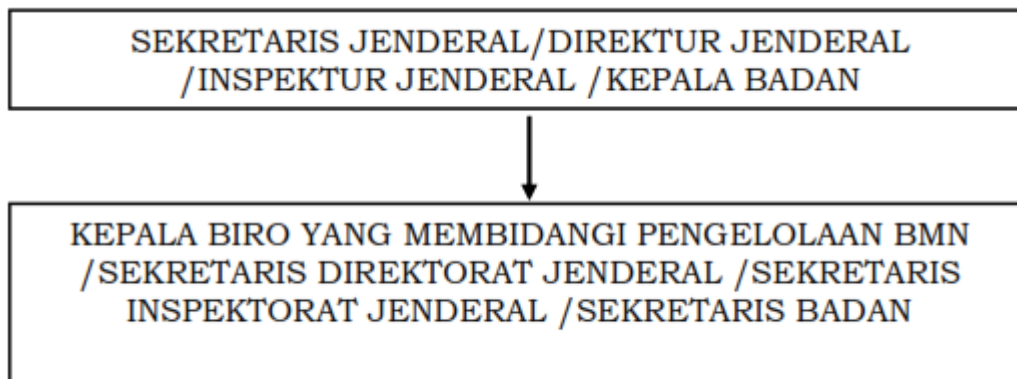 SEKRETARIS JENDERAL/DIREKTUR JENDERAL
/INSPEKTUR JENDERAL /KEPALA BADAN
KEPALA BIRO YANG MEMBIDANGI PENGELOLAAN BMN
/SEKRETARIS DIREKTORAT JENDERAL /SEKRETARIS
INSPEKTORAT JENDERAL /SEKRETARIS BADAN